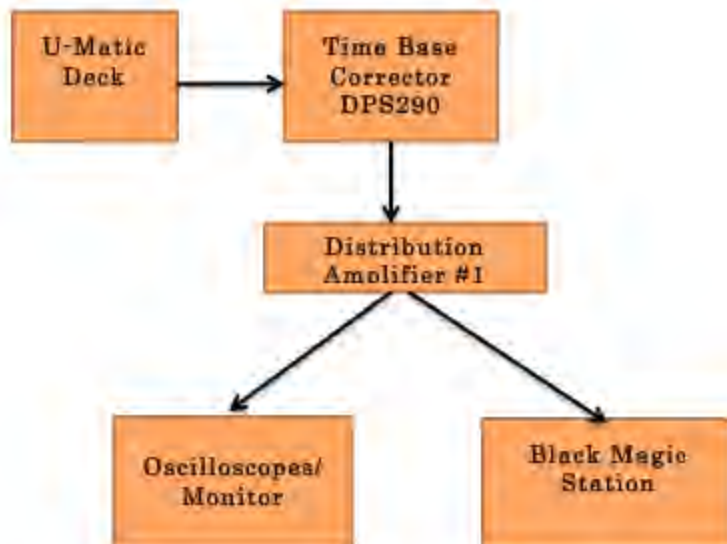 U-Matic
Deck
Time Base
Corrector
DPS290
Distribution
Amplifier #1
Oscilloscopes/
Monitor
Black Magic
Station